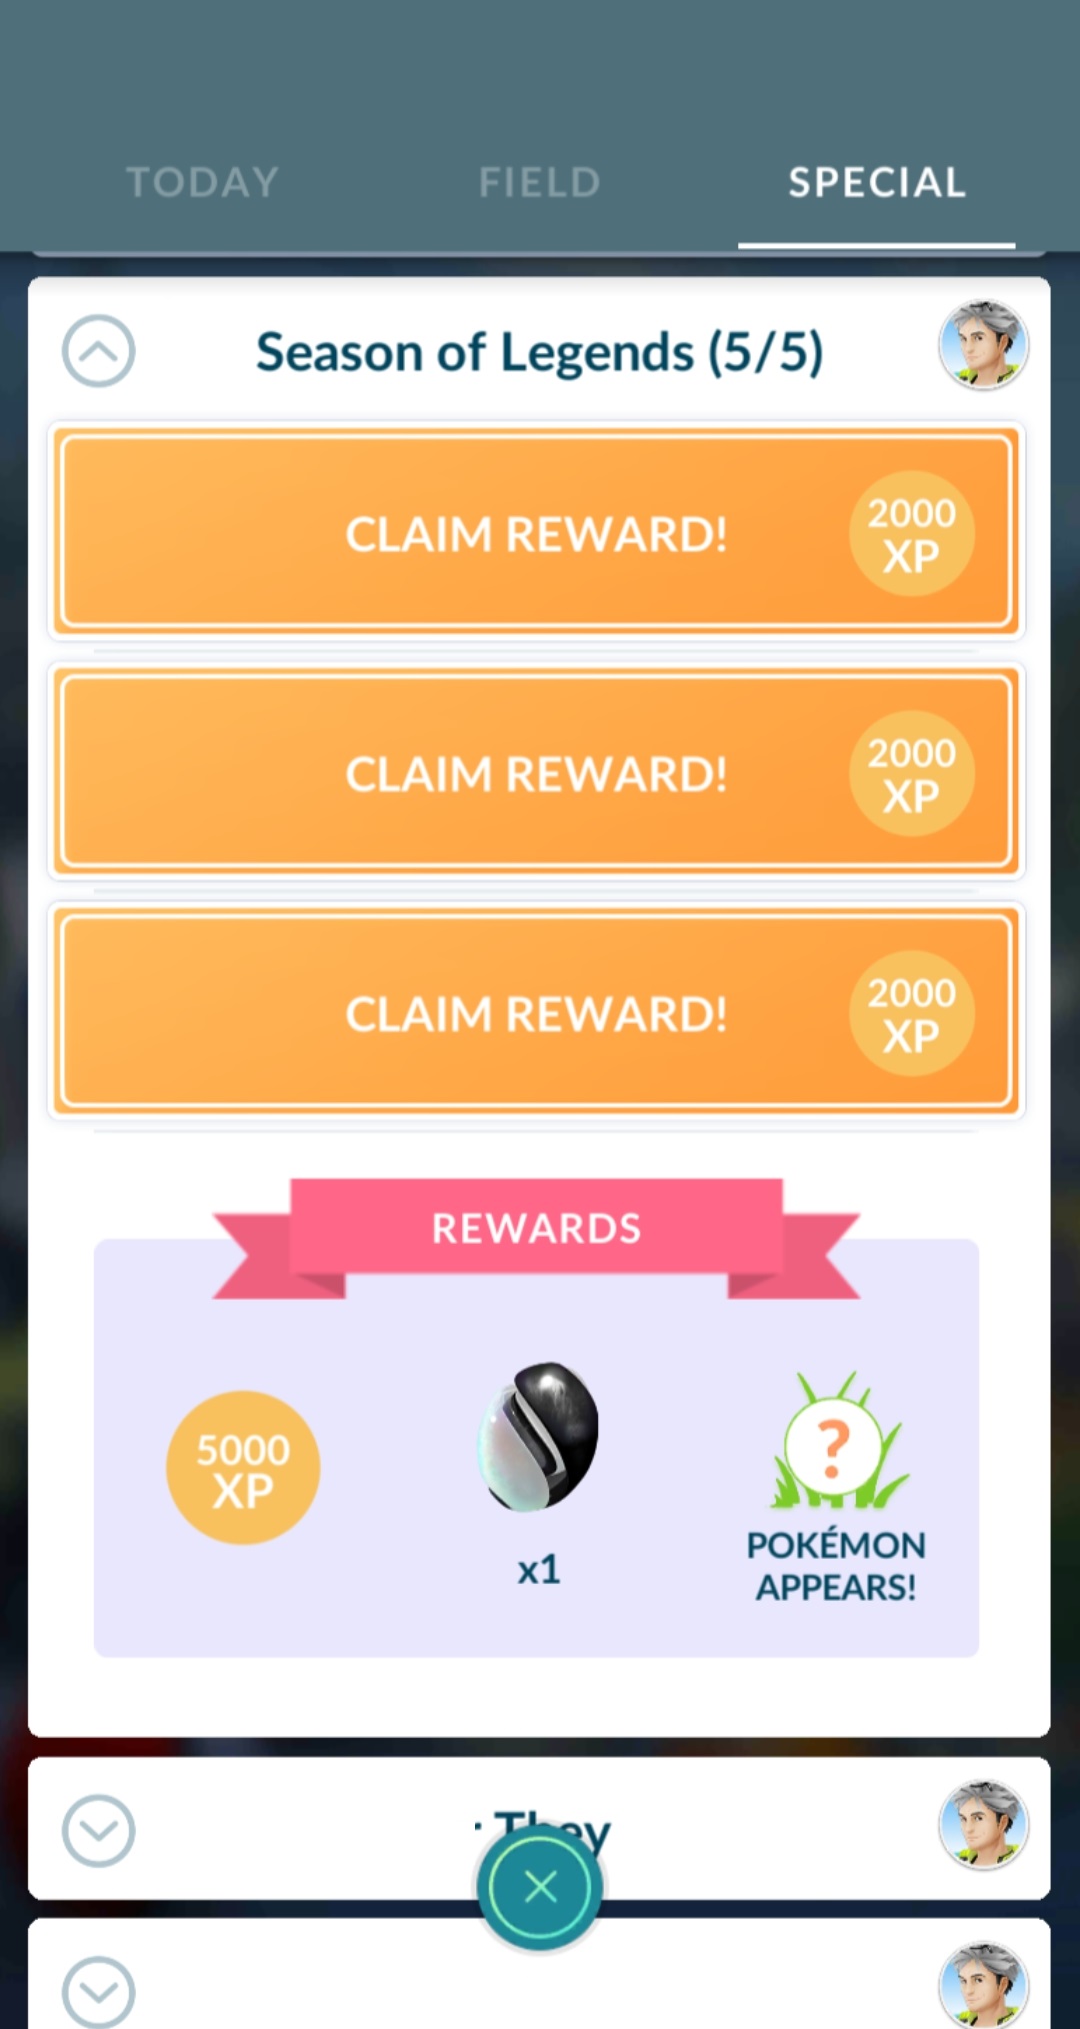 TODAY FIELD SPECIAL
Season of Legends (5/5)
CLAIM REWARD!
2000
XP
CLAIM REWARD!
2000
XP
CLAIM REWARD!
2000
XP
REWARDS
5000
XP
x1
?
POKÉMON
APPEARS!
They